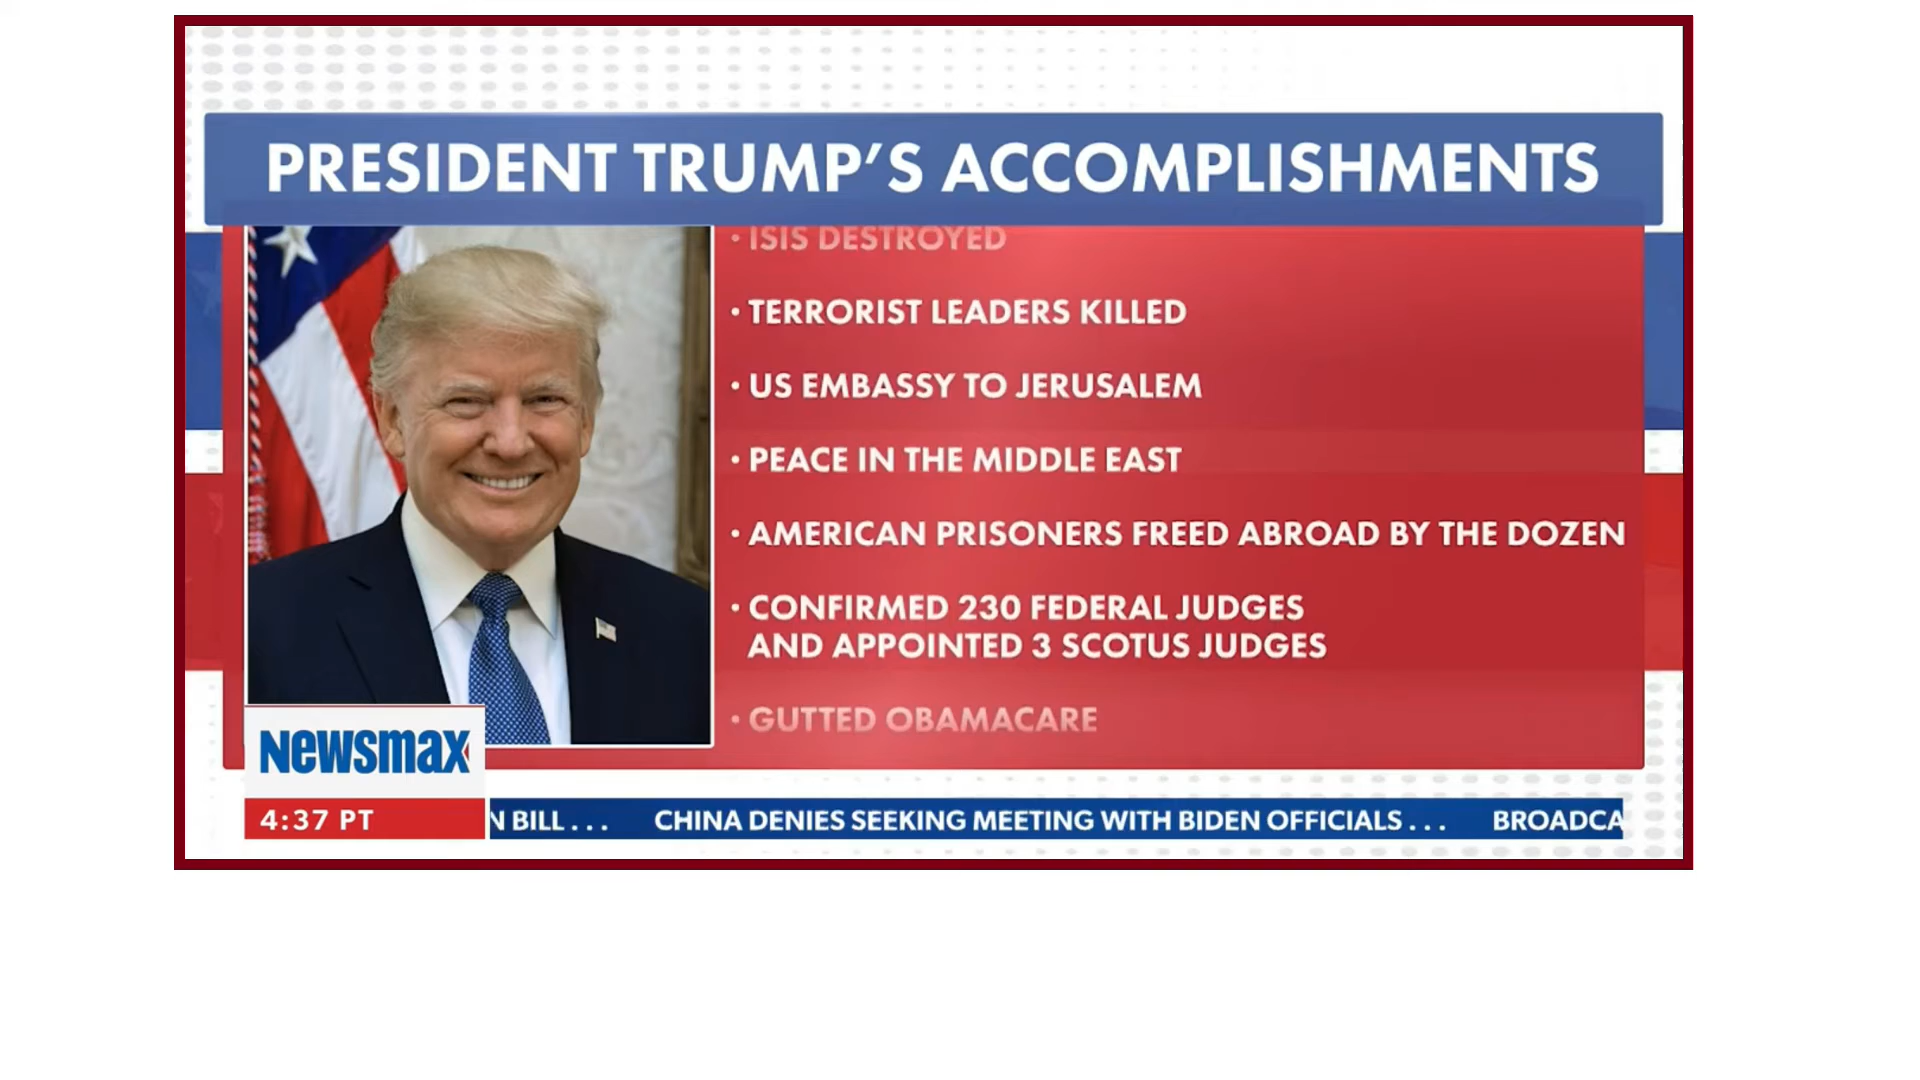 PRESIDENT TRUMP'S ACCOMPLISHMENTS
· ISIS DESTROYED
· TERRORIST LEADERS KILLED
· US EMBASSY TO JERUSALEM
· PEACE IN THE MIDDLE EAST
· AMERICAN PRISONERS FREED ABROAD BY THE DOZEN
· CONFIRMED 230 FEDERAL JUDGES
AND APPOINTED 3 SCOTUS JUDGES
· GUTTED OBAMACARE
NEWSMAX
4:37 PT
N BILL... CHINA DENIES SEEKING MEETING WITH BIDEN OFFICIALS... BROADCA